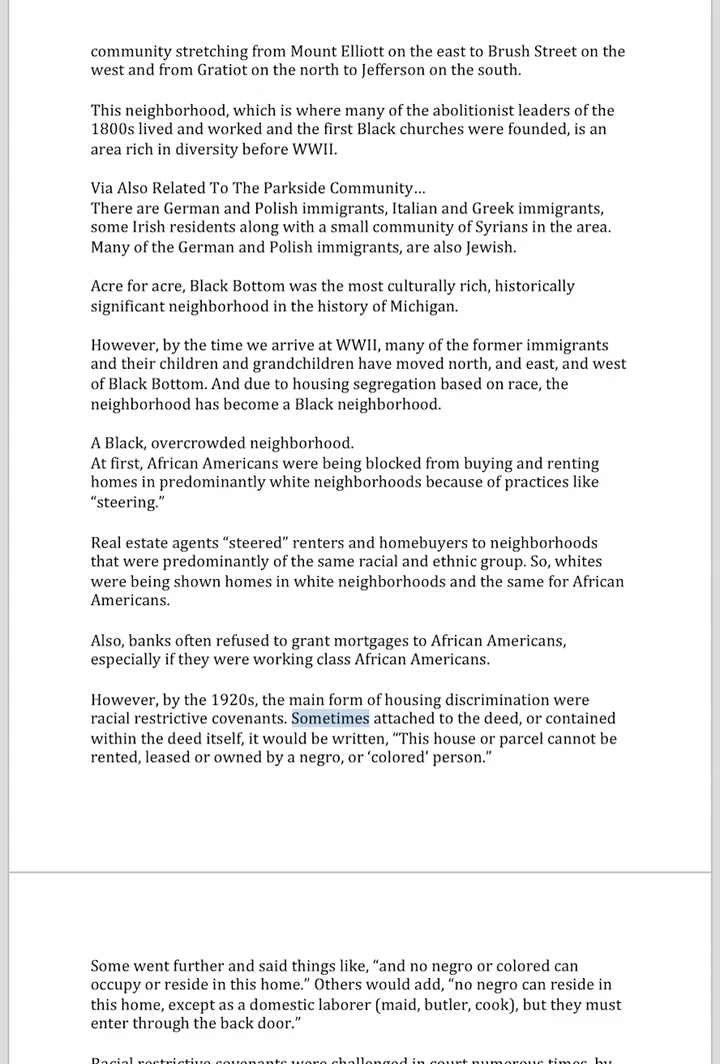 community stretching from Mount Elliott on the east to Brush Street on the
west and from Gratiot on the north to Jefferson on the south.
This neighborhood, which is where many of the abolitionist leaders of the
1800s lived and worked and the first Black churches were founded, is an
area rich in diversity before WWII.
Via Also Related To The Parkside Community…
There are German and Polish immigrants, Italian and Greek immigrants,
some Irish residents along with a small community of Syrians in the area.
Many of the German and Polish immigrants, are also Jewish.
Acre for acre, Black Bottom was the most culturally rich, historically
significant neighborhood in the history of Michigan.
However, by the time we arrive at WWII, many of the former immigrants
and their children and grandchildren have moved north, and east, and west
of Black Bottom. And due to housing segregation based on race, the
neighborhood has become a Black neighborhood.
A Black, overcrowded neighborhood.
At first, African Americans were being blocked from buying and renting
homes in predominantly white neighborhoods because of practices like
“steering.”
Real estate agents “steered” renters and homebuyers to neighborhoods
that were predominantly of the same racial and ethnic group. So, whites
were being shown homes in white neighborhoods and the same for African
Americans.
Also, banks often refused to grant mortgages to African Americans,
especially if they were working class African Americans.
However, by the 1920s, the main form of housing discrimination were
racial restrictive covenants. Sometimes attached to the deed, or contained
within the deed itself, it would be written, “This house or parcel cannot be
rented, leased or owned by a negro, or ‘colored’ person.”
Some went further and said things like, “and no negro or colored can
occupy or reside in this home.” Others would add, “no negro can reside in
this home, except as a domestic laborer (maid, butler, cook), but they must
enter through the back door.”
Racial restrictive covenants were challenged in court numerous times, by